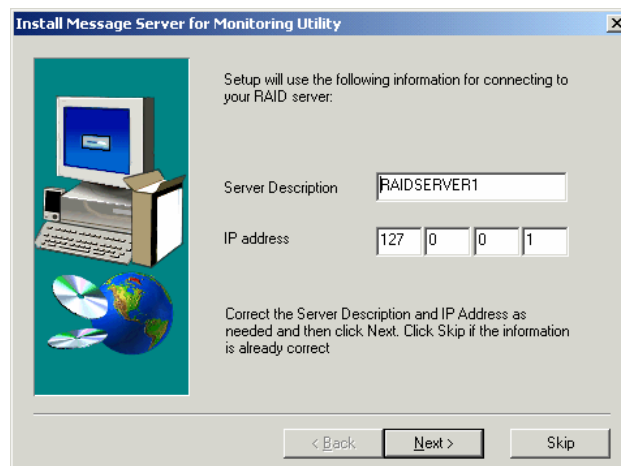 Install Message Server for Monitoring Utility
Setup will use the following information for connecting to
your RAID server:
Server Description
RAIDSERVER1
IP address
127 0 0 1
Correct the Server Description and IP Address as
needed and then click Next. Click Skip if the information
is already correct
< Back
Next >
Skip